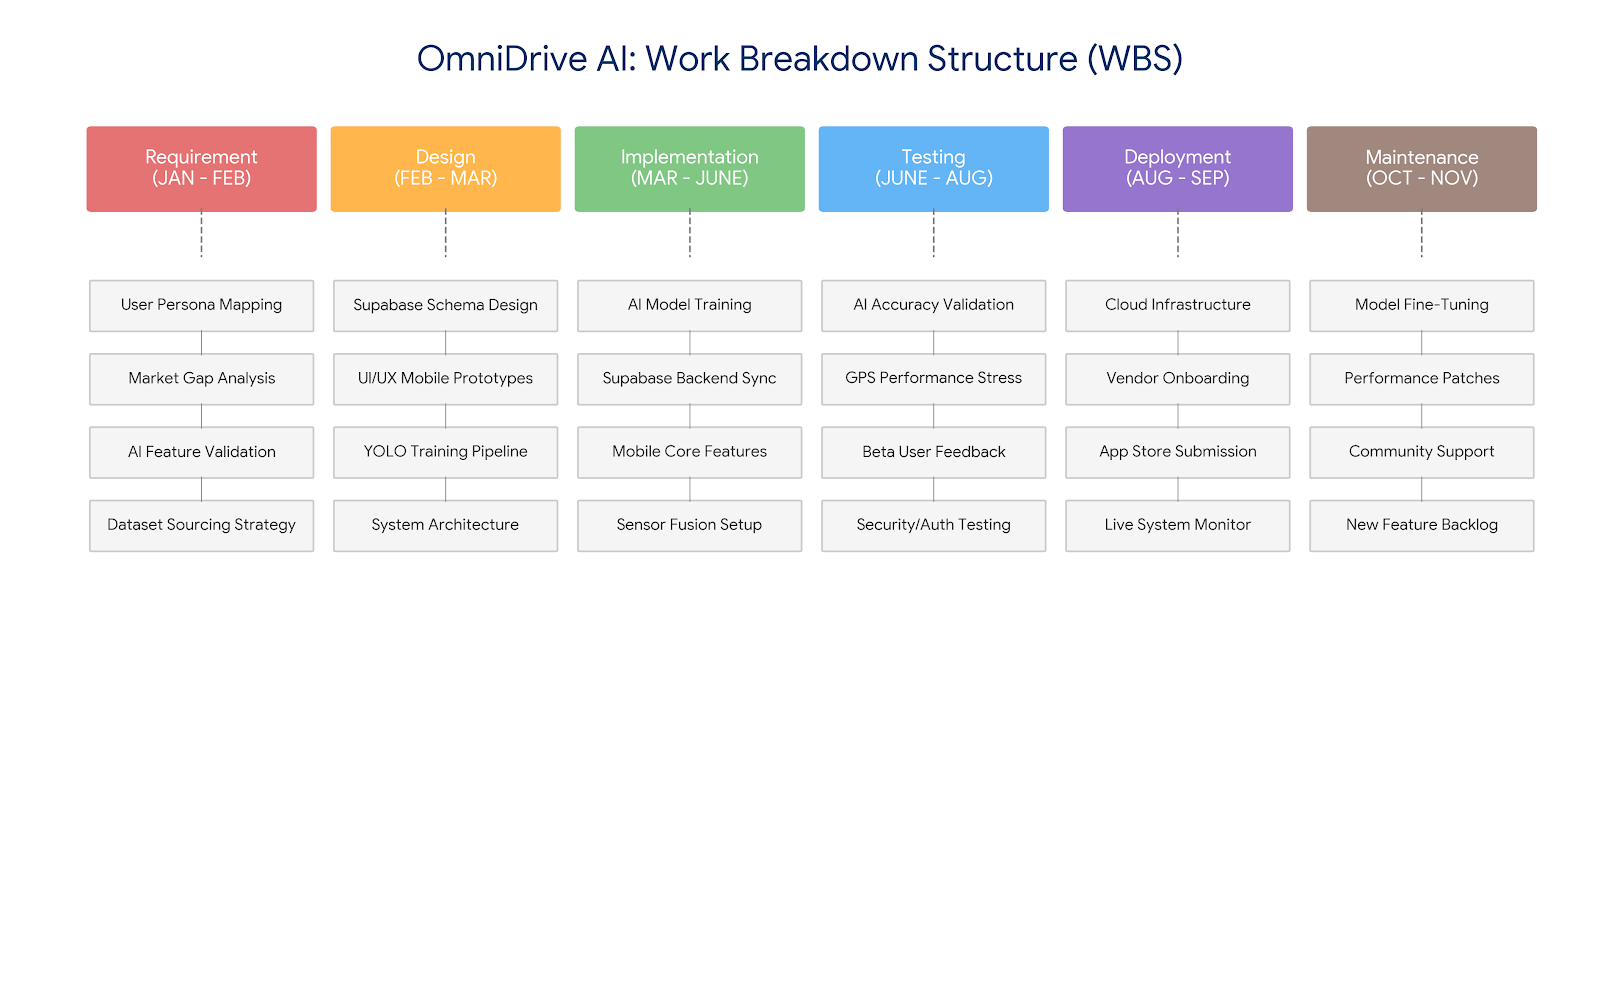 OmniDrive AI: Work Breakdown Structure (WBS)
Requirement
(JAN - FEB)
User Persona Mapping
Market Gap Analysis
AI Feature Validation
Dataset Sourcing Strategy
Design
(FEB - MAR)
Supabase Schema Design
UI/UX Mobile Prototypes
YOLO Training Pipeline
System Architecture
Implementation
(MAR - JUNE)
AI Model Training
Supabase Backend Sync
Mobile Core Features
Sensor Fusion Setup
Testing
(JUNE - AUG)
AI Accuracy Validation
GPS Performance Stress
Beta User Feedback
Security/Auth Testing
Deployment
(AUG - SEP)
Cloud Infrastructure
Vendor Onboarding
App Store Submission
Live System Monitor
Maintenance
(OCT - NOV)
Model Fine-Tuning
Performance Patches
Community Support
New Feature Backlog